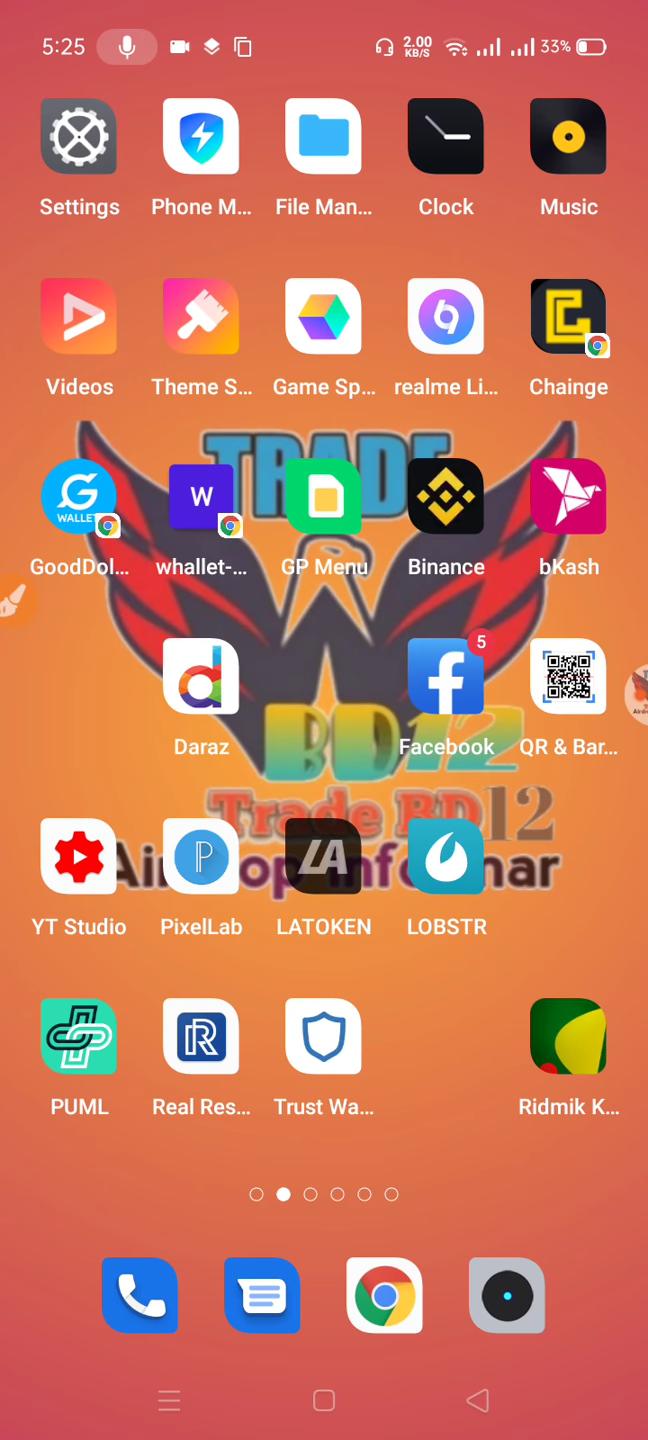 5:25 2.00 KB/S 33%
Settings Phone M... File Man... Clock Music
Videos Theme S... Game Sp... realme Li... Chainge
TRADE
WALLET W
GoodDol... whallet-... GP Menu Binance bKash
5
Daraz Facebook QR & Bar...
BD12
Trade BD12
LA
YT Studio PixelLab LATOKEN LOBSTR
PUML Real Res... Trust Wa... Ridmik K...